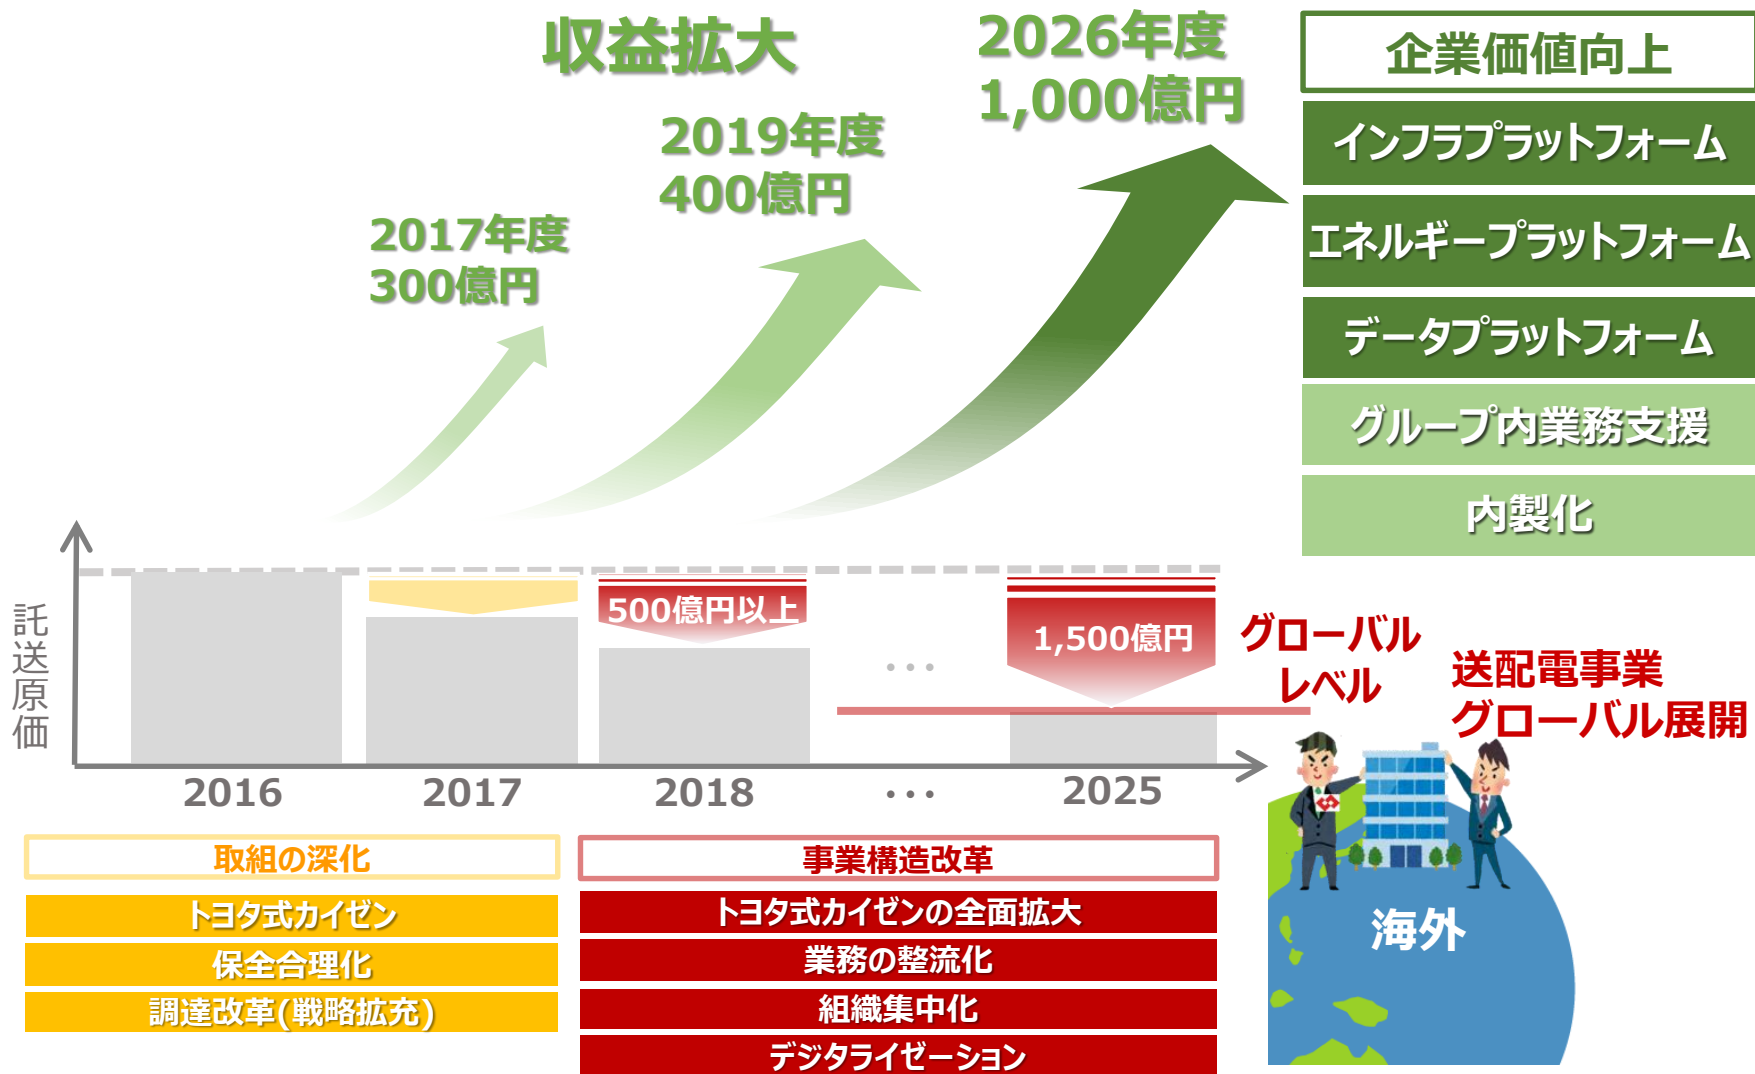 収益拡大
2017年度
300億円
2019年度
400億円
2026年度
1,000億円
企業価値向上
インフラプラットフォーム
エネルギープラットフォーム
データプラットフォーム
グループ内業務支援
内製化
託送原価
500億円以上
1,500億円
...
グローバル
レベル
送配電事業
グローバル展開
2016
2017
2018
...
2025
海外
取組の深化
トヨタ式カイゼン
保全合理化
調達改革(戦略拡充)
事業構造改革
トヨタ式カイゼンの全面拡大
業務の整流化
組織集中化
デジタライゼーション